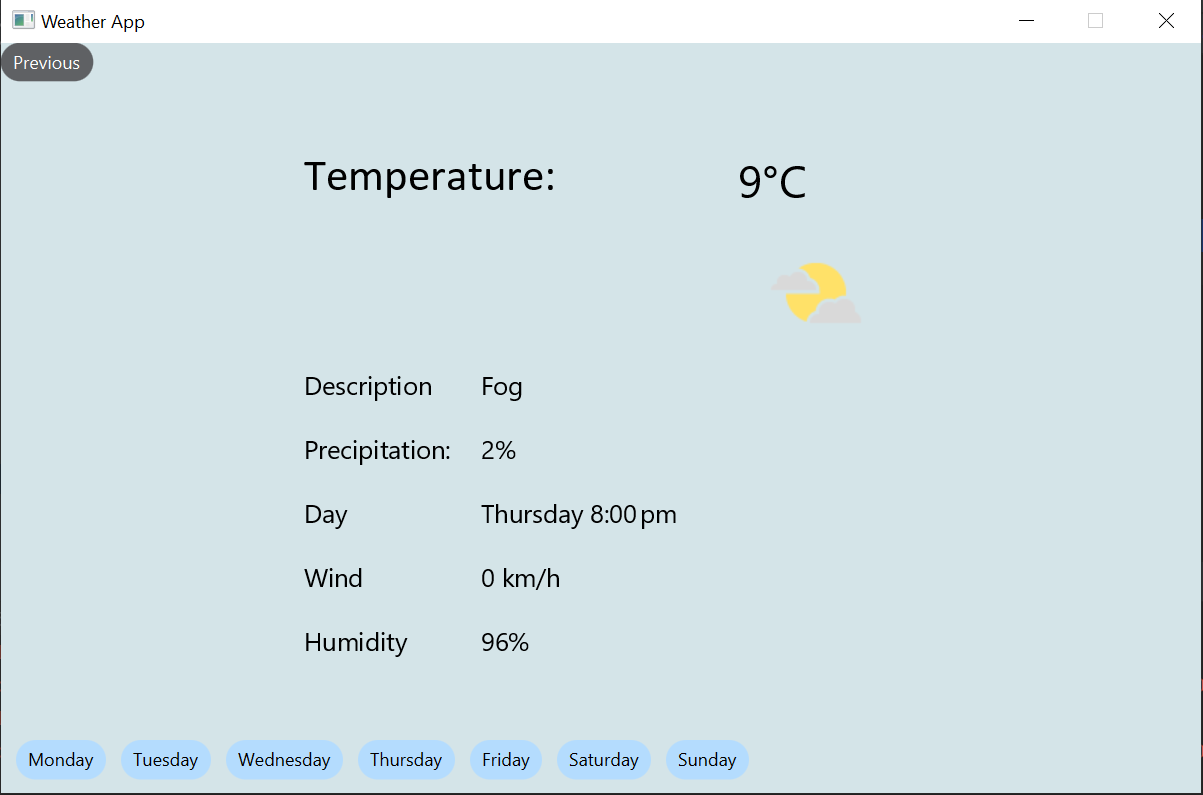 Weather App
Previous
Temperature: 9°C
Description Fog
Precipitation: 2%
Day Thursday 8:00 pm
Wind 0 km/h
Humidity 96%
Monday Tuesday Wednesday Thursday Friday Saturday Sunday